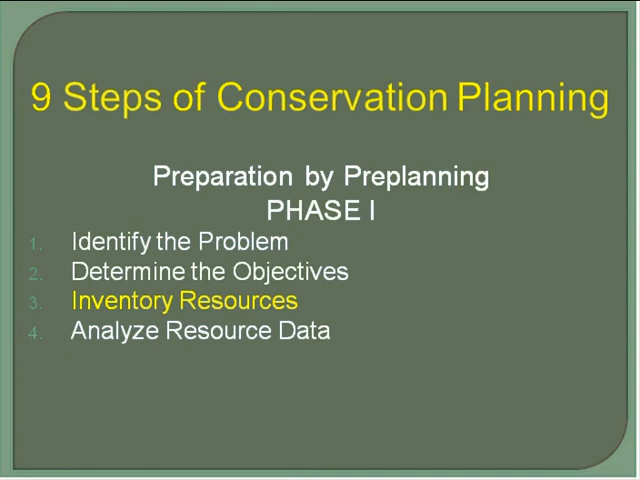 9 Steps of Conservation Planning
Preparation by Preplanning
PHASE I
1. Identify the Problem
2. Determine the Objectives
3. Inventory Resources
4. Analyze Resource Data